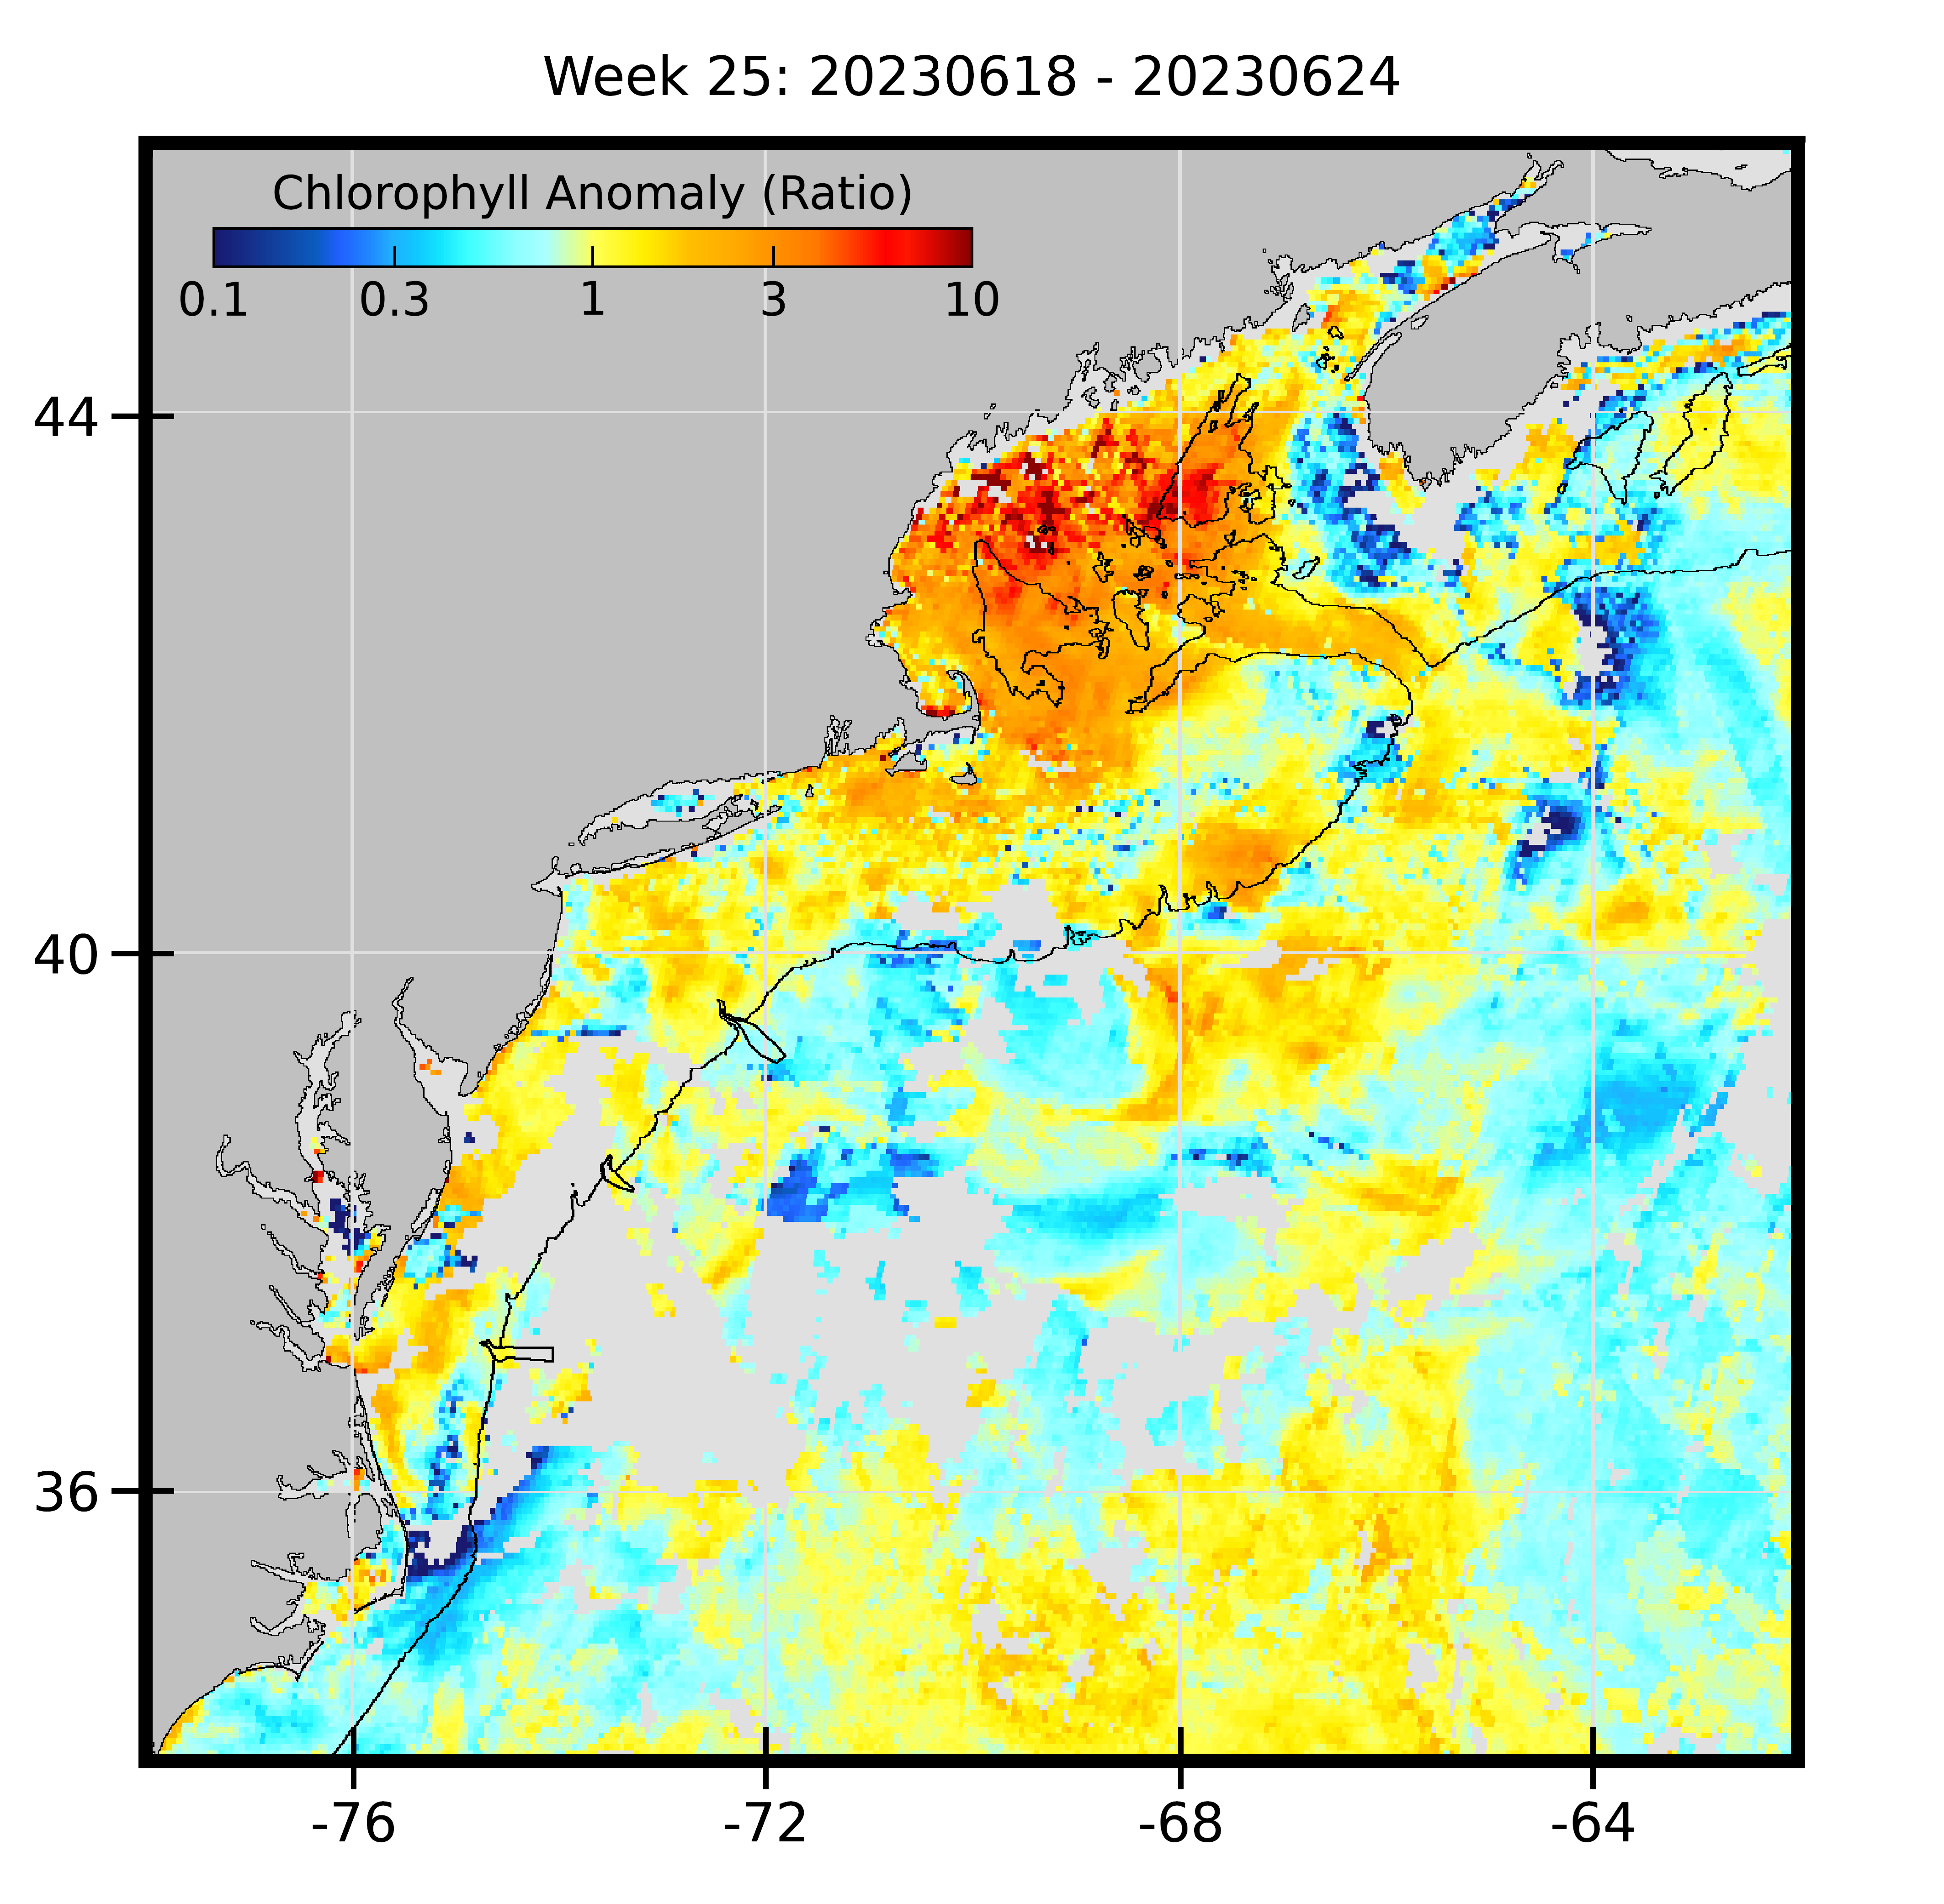 Week 25: 20230618 - 20230624
Chlorophyll Anomaly (Ratio)
0.1 0.3 1 3 10
44
40
36
-76 -72 -68 -64